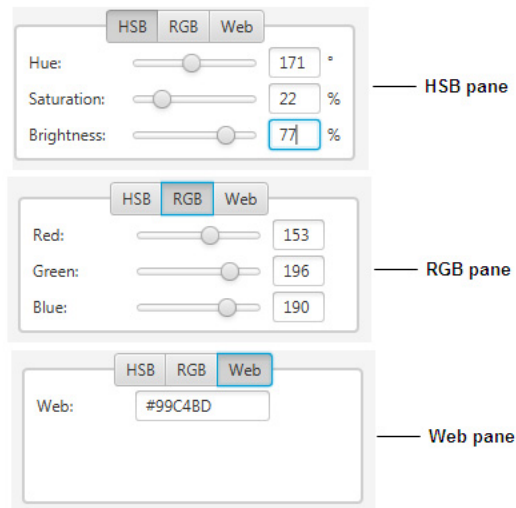 HSB RGB Web
Hue: 171 °
Saturation: 22 %
Brightness: 77 %
HSB pane
HSB RGB Web
Red: 153
Green: 196
Blue: 190
RGB pane
HSB RGB Web
Web: #99C4BD
Web pane